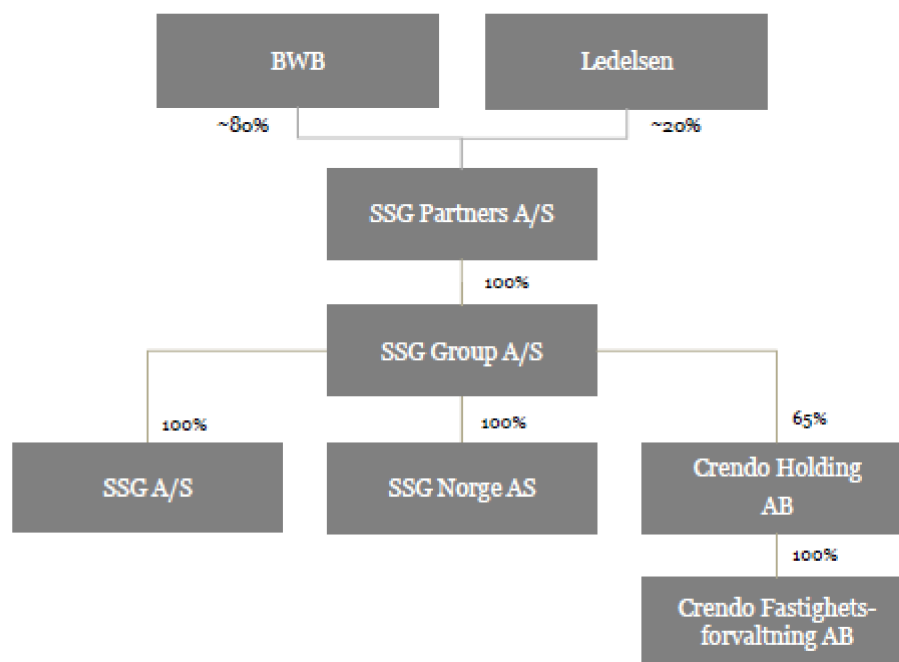 BWB
Ledelsen
~80%
~20%
SSG Partners A/S
100%
SSG Group A/S
100%
100%
65%
SSG A/S
SSG Norge AS
Crendo Holding
AB
100%
Crendo Fastighets-
forvaltning AB